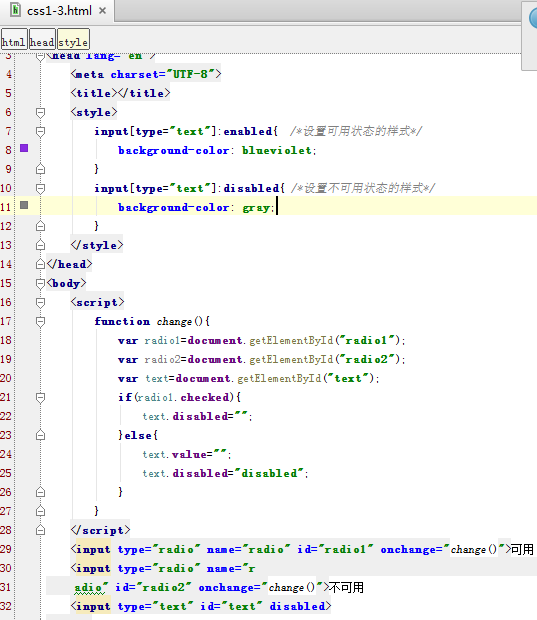 css1-3.html ×
html head style
3 <head lang="en">
4 <meta charset="UTF-8">
5 <title></title>
6 <style>
7 input[type="text"]:enabled{ /*设置可用状态的样式*/
8 background-color: blueviolet;
9 }
10 input[type="text"]:disabled{ /*设置不可用状态的样式*/
11 background-color: gray;
12 }
13 </style>
14 </head>
15 <body>
16 <script>
17 function change(){
18 var radio1=document.getElementById("radio1");
19 var radio2=document.getElementById("radio2");
20 var text=document.getElementById("text");
21 if(radio1.checked){
22 text.disabled="";
23 }else{
24 text.value="";
25 text.disabled="disabled";
26 }
27 }
28 </script>
29 <input type="radio" name="radio" id="radio1" onchange="change()">可用
30 <input type="radio" name="r
31 adio" id="radio2" onchange="change()">不可用
32 <input type="text" id="text" disabled>